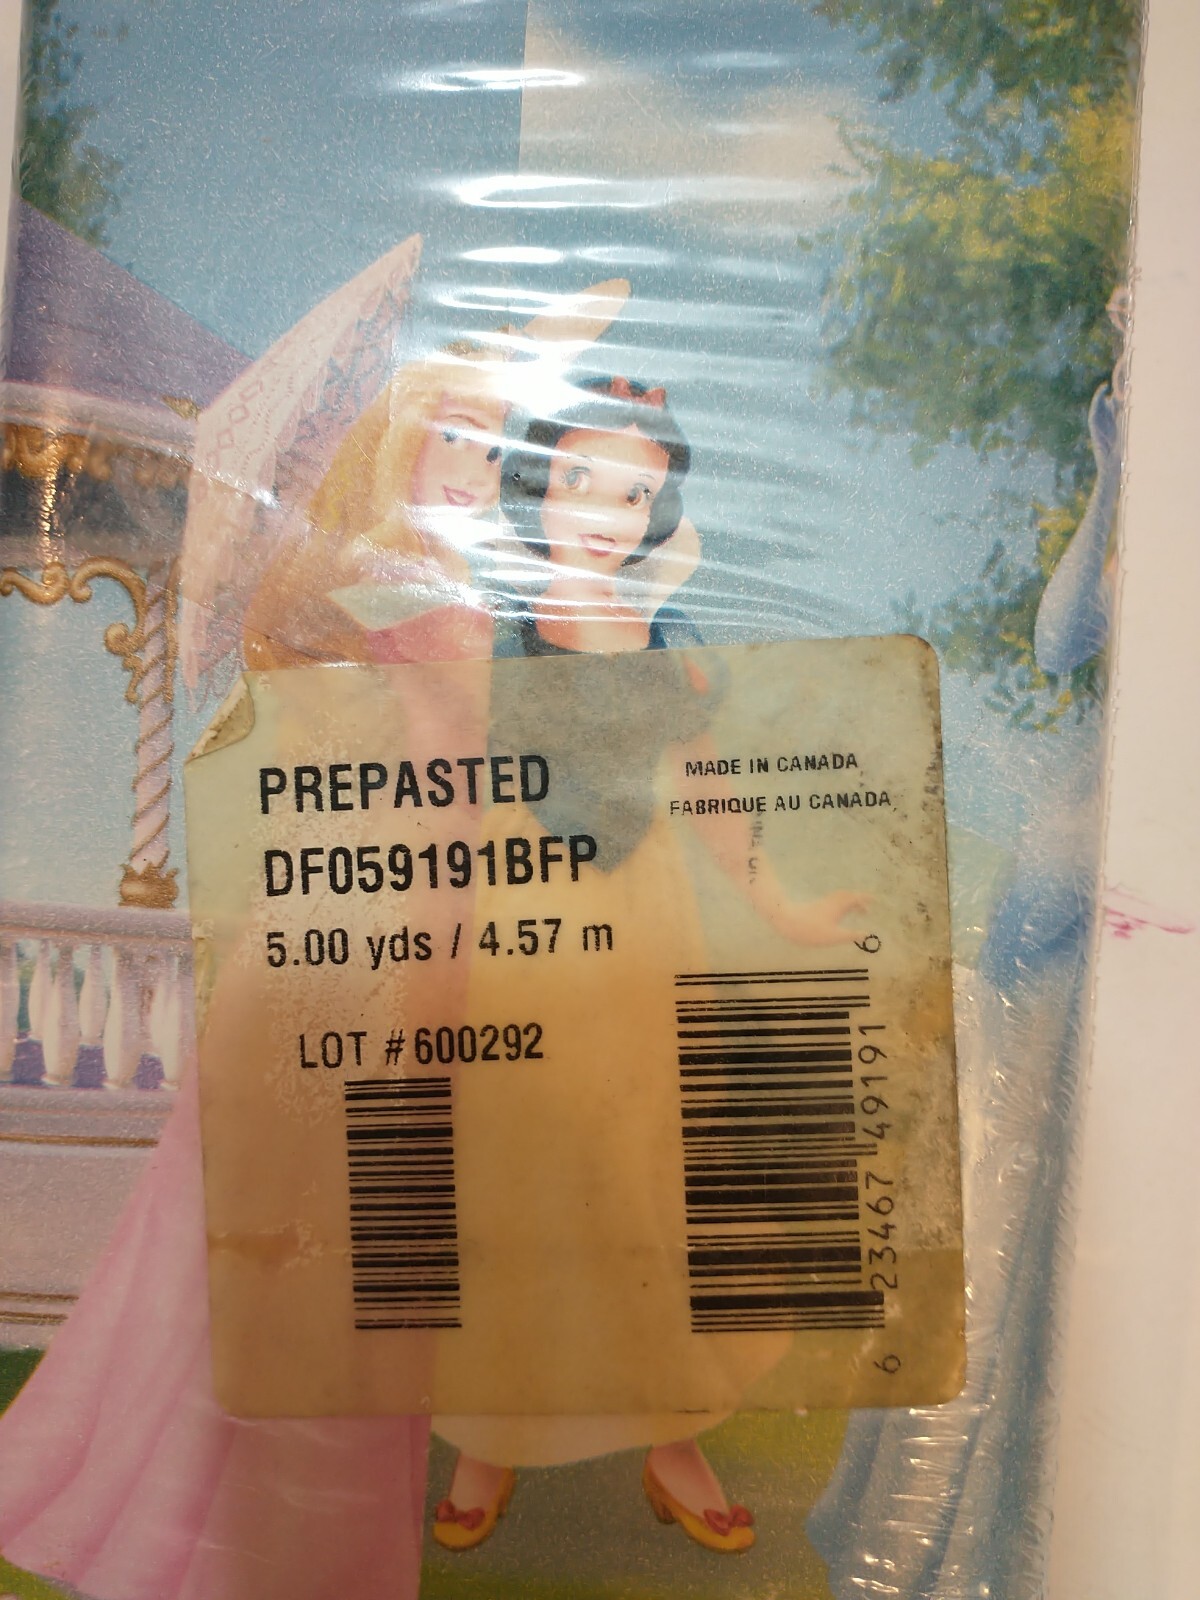 PREPASTED
DF059191BFP
5.00 yds / 4.57 m
LOT # 600292
MADE IN CANADA
FABRIQUE AU CANADA
6 23467 49191 6